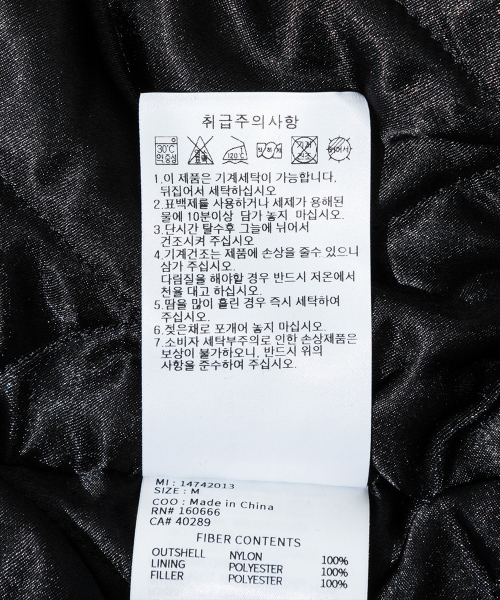 취급주의사항
30℃
약중성
120℃
1.이 제품은 기계세탁이 가능합니다.
뒤집어서 세탁하십시오
2.표백제를 사용하거나 세제가 용해된
물에 10분이상 담가 놓지 마십시오.
3.단시간 탈수후 그늘에 뉘어서
건조시켜 주십시오
4.기계건조는 제품에 손상을 줄수 있으니
삼가 주십시오.
다림질을 해야할 경우 반드시 저온에서
천을 대고 하십시오.
5.땀을 많이 흘린 경우 즉시 세탁하여
주십시오.
6.젖은채로 포개어 놓지 마십시오.
7.소비자 세탁부주의로 인한 손상제품은
보상이 불가하오니, 반드시 위의
사항을 준수하여 주십시오.
MI : 14742013
SIZE : M
COO : Made in China
RN# 160666
CA# 40289
FIBER CONTENTS
OUTSHELL NYLON 100%
LINING POLYESTER 100%
FILLER POLYESTER 100%